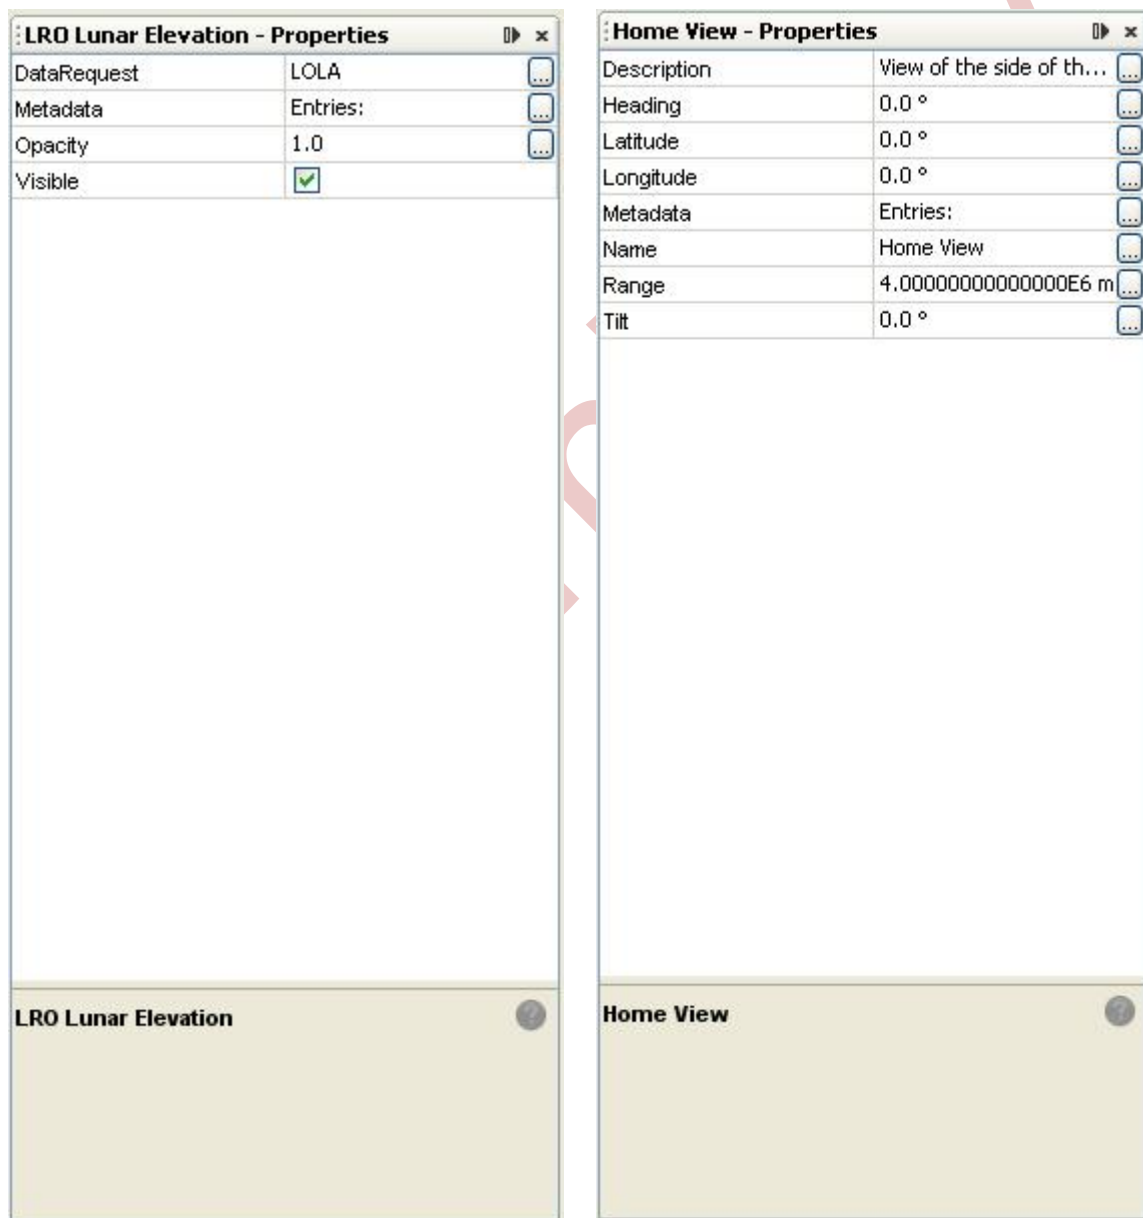 LRO Lunar Elevation - Properties
DataRequest LOLA ...
Metadata Entries: ...
Opacity 1.0 ...
Visible
LRO Lunar Elevation
?
Home View - Properties
Description View of the side of th... ...
Heading 0.0 ° ...
Latitude 0.0 ° ...
Longitude 0.0 ° ...
Metadata Entries: ...
Name Home View ...
Range 4.00000000000000E6 m ...
Tilt 0.0 ° ...
Home View
?